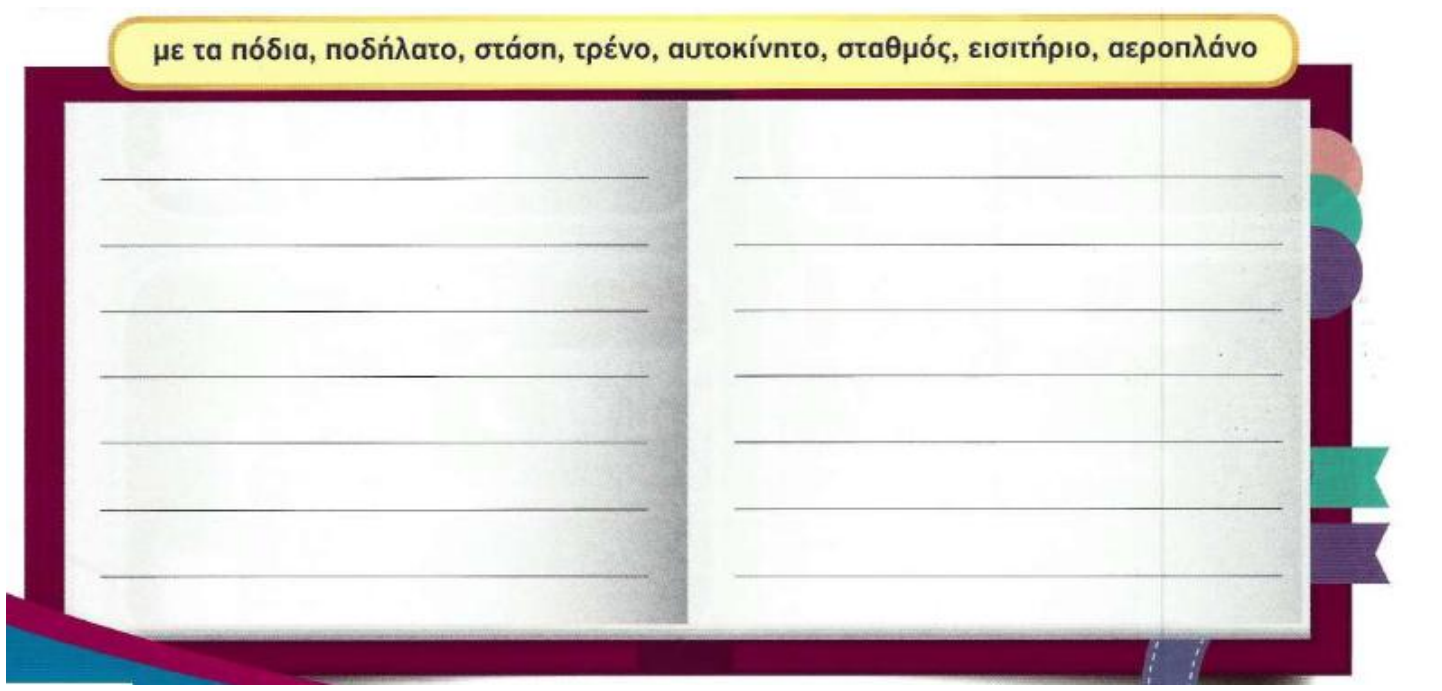 με τα πόδια, ποδήλατο, στάση, τρένο, αυτοκίνητο, σταθμός, εισιτήριο, αεροπλάνο